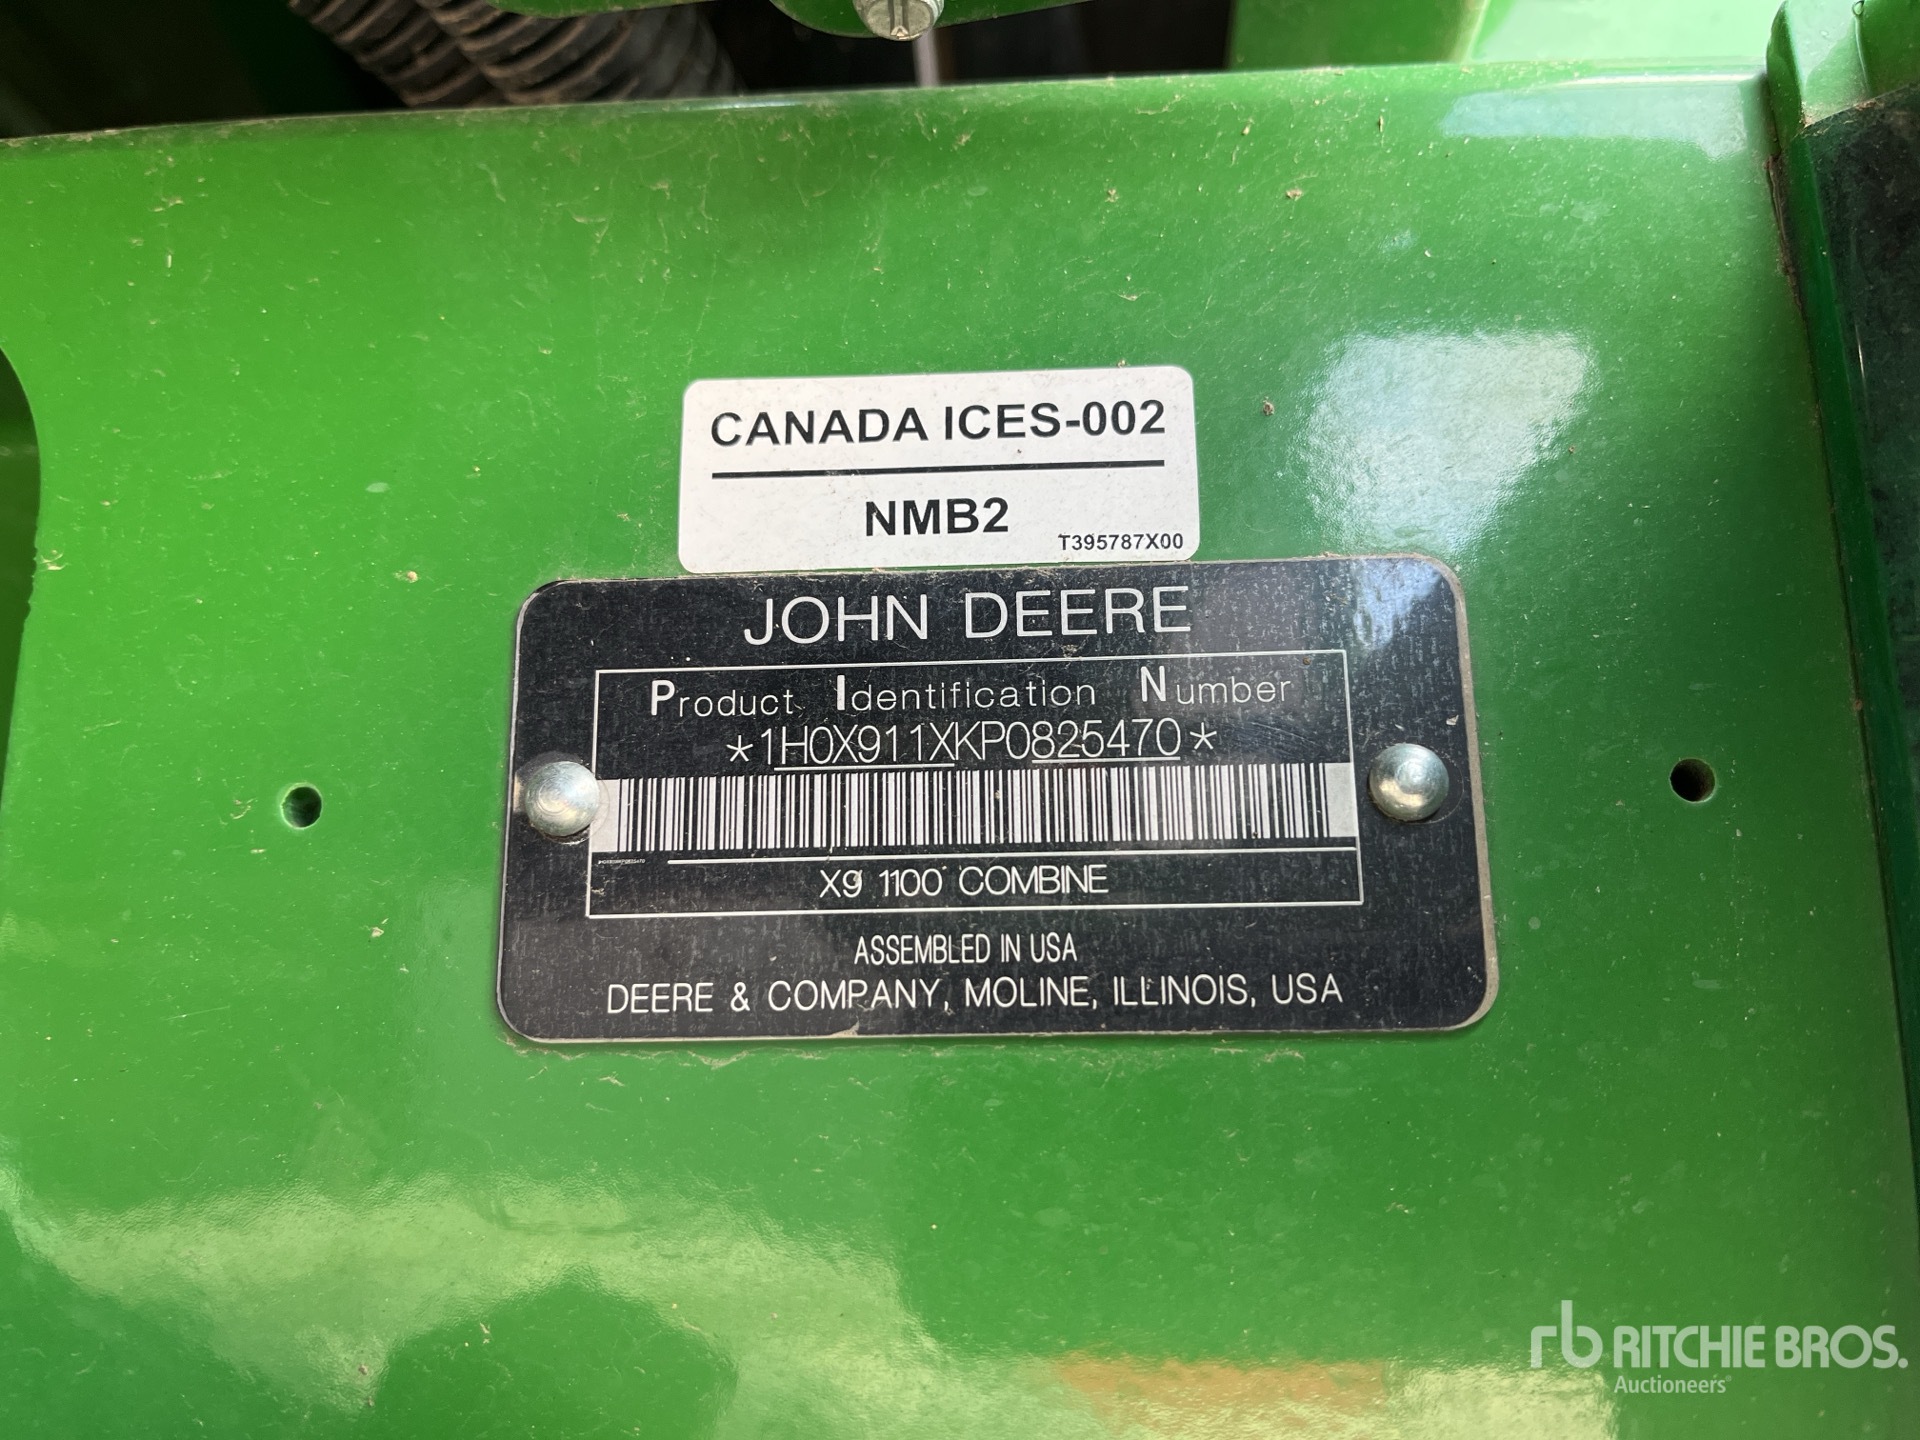 CANADA ICES-002
NMB2
T395787X00
JOHN DEERE
Product Identification Number
*1H0X911XKP0825470*
X9 1100 COMBINE
ASSEMBLED IN USA
DEERE & COMPANY, MOLINE, ILLINOIS, USA
rb RITCHIE BROS.
Auctioneers